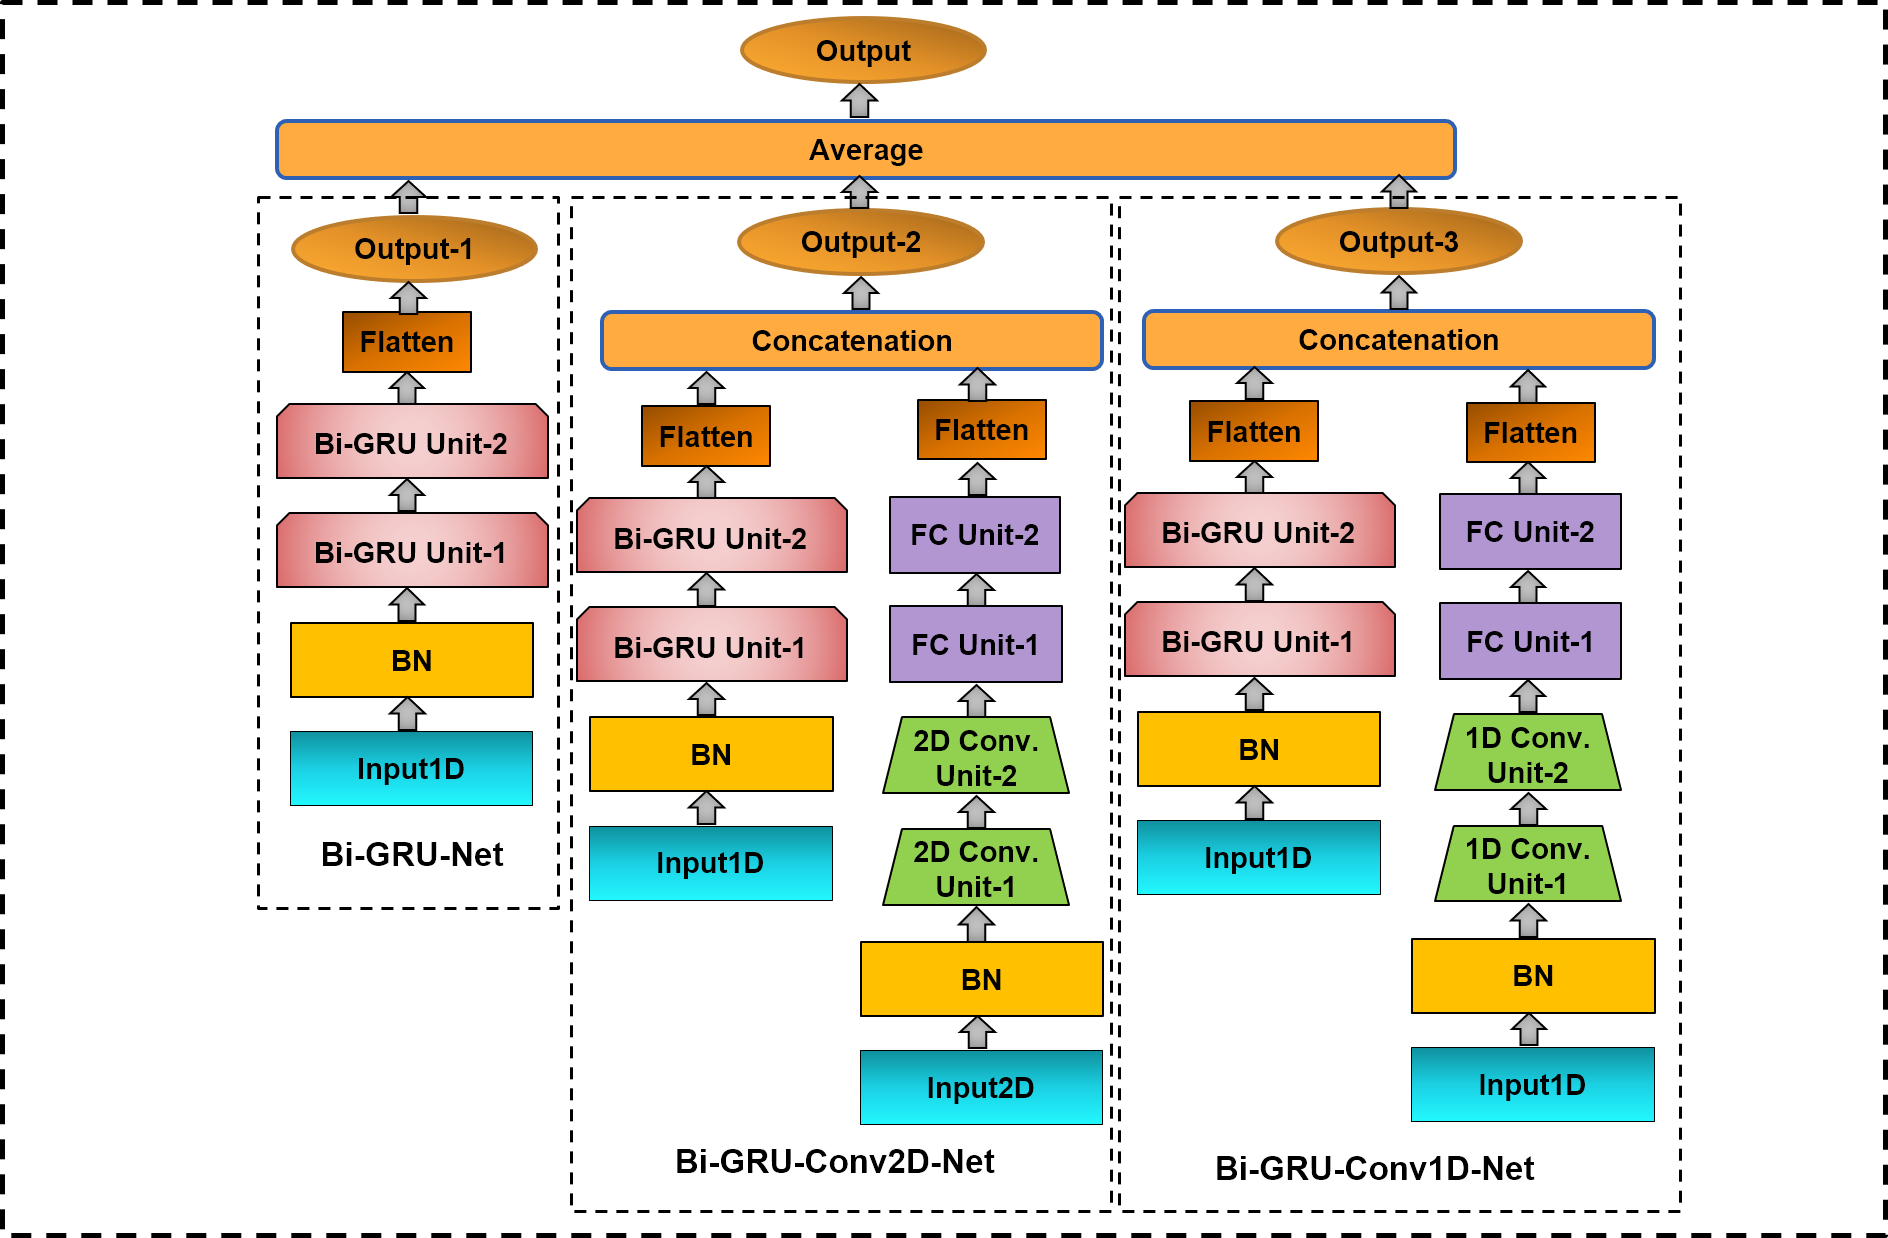 Output
Average
Output-1
Flatten
Bi-GRU Unit-2
Bi-GRU Unit-1
BN
Input1D
Bi-GRU-Net
Output-2
Concatenation
Flatten
Bi-GRU Unit-2
Bi-GRU Unit-1
BN
Input1D
Flatten
FC Unit-2
FC Unit-1
2D Conv.
Unit-2
2D Conv.
Unit-1
BN
Input2D
Bi-GRU-Conv2D-Net
Output-3
Concatenation
Flatten
Bi-GRU Unit-2
Bi-GRU Unit-1
BN
Input1D
Flatten
FC Unit-2
FC Unit-1
1D Conv.
Unit-2
1D Conv.
Unit-1
BN
Input1D
Bi-GRU-Conv1D-Net